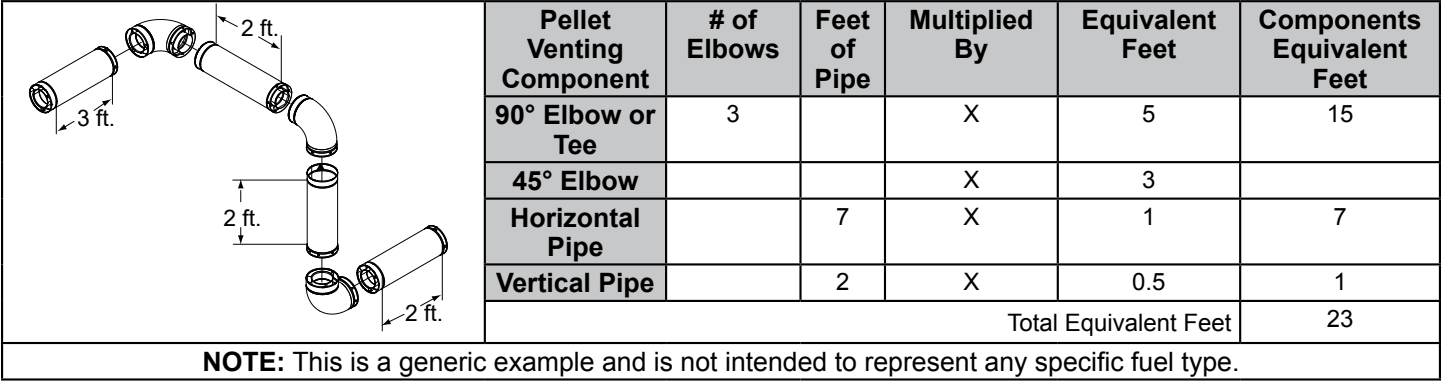 2 ft.
3 ft.
2 ft.
2 ft.
Pellet Venting Component # of Elbows Feet of Pipe Multiplied By Equivalent Feet Components Equivalent Feet
90° Elbow or Tee 3 X 5 15
45° Elbow X 3
Horizontal Pipe 7 X 1 7
Vertical Pipe 2 X 0.5 1
Total Equivalent Feet 23
NOTE: This is a generic example and is not intended to represent any specific fuel type.